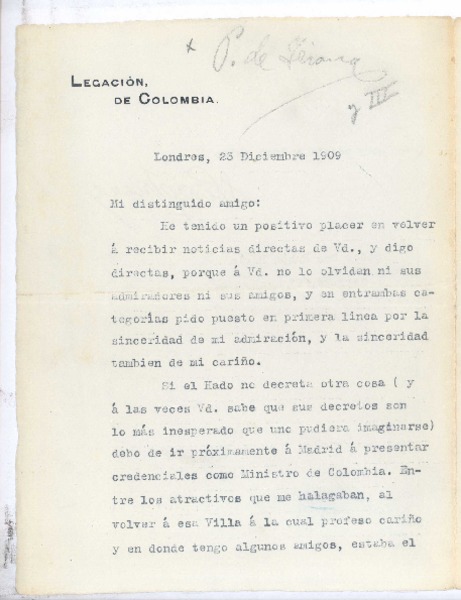 x P. de
y III
LEGACIÓN,
DE COLOMBIA.
Londres, 23 Diciembre 1909
Mi distinguido amigo:
He tenido un positivo placer en volver
á recibir noticias directas de Vd., y digo
directas, porque á Vd. no lo olvidan ni sus
admiradores ni sus amigos, y en entrambas ca-
tegorias pido puesto en primera linea por la
sinceridad de mi admiración, y la sinceridad
tambien de mi cariño.
Si el Hado no decreta otra cosa ( y
á las veces Vd. sabe que sus decretos son
lo más inesperado que uno pudiera imaginarse)
debo de ir próximamente á Madrid á presentar
credenciales como Ministro de Colombia. En-
tre los atractivos que me halagaban, al
volver á esa Villa á la cual profeso cariño
y en donde tengo algunos amigos, estaba el